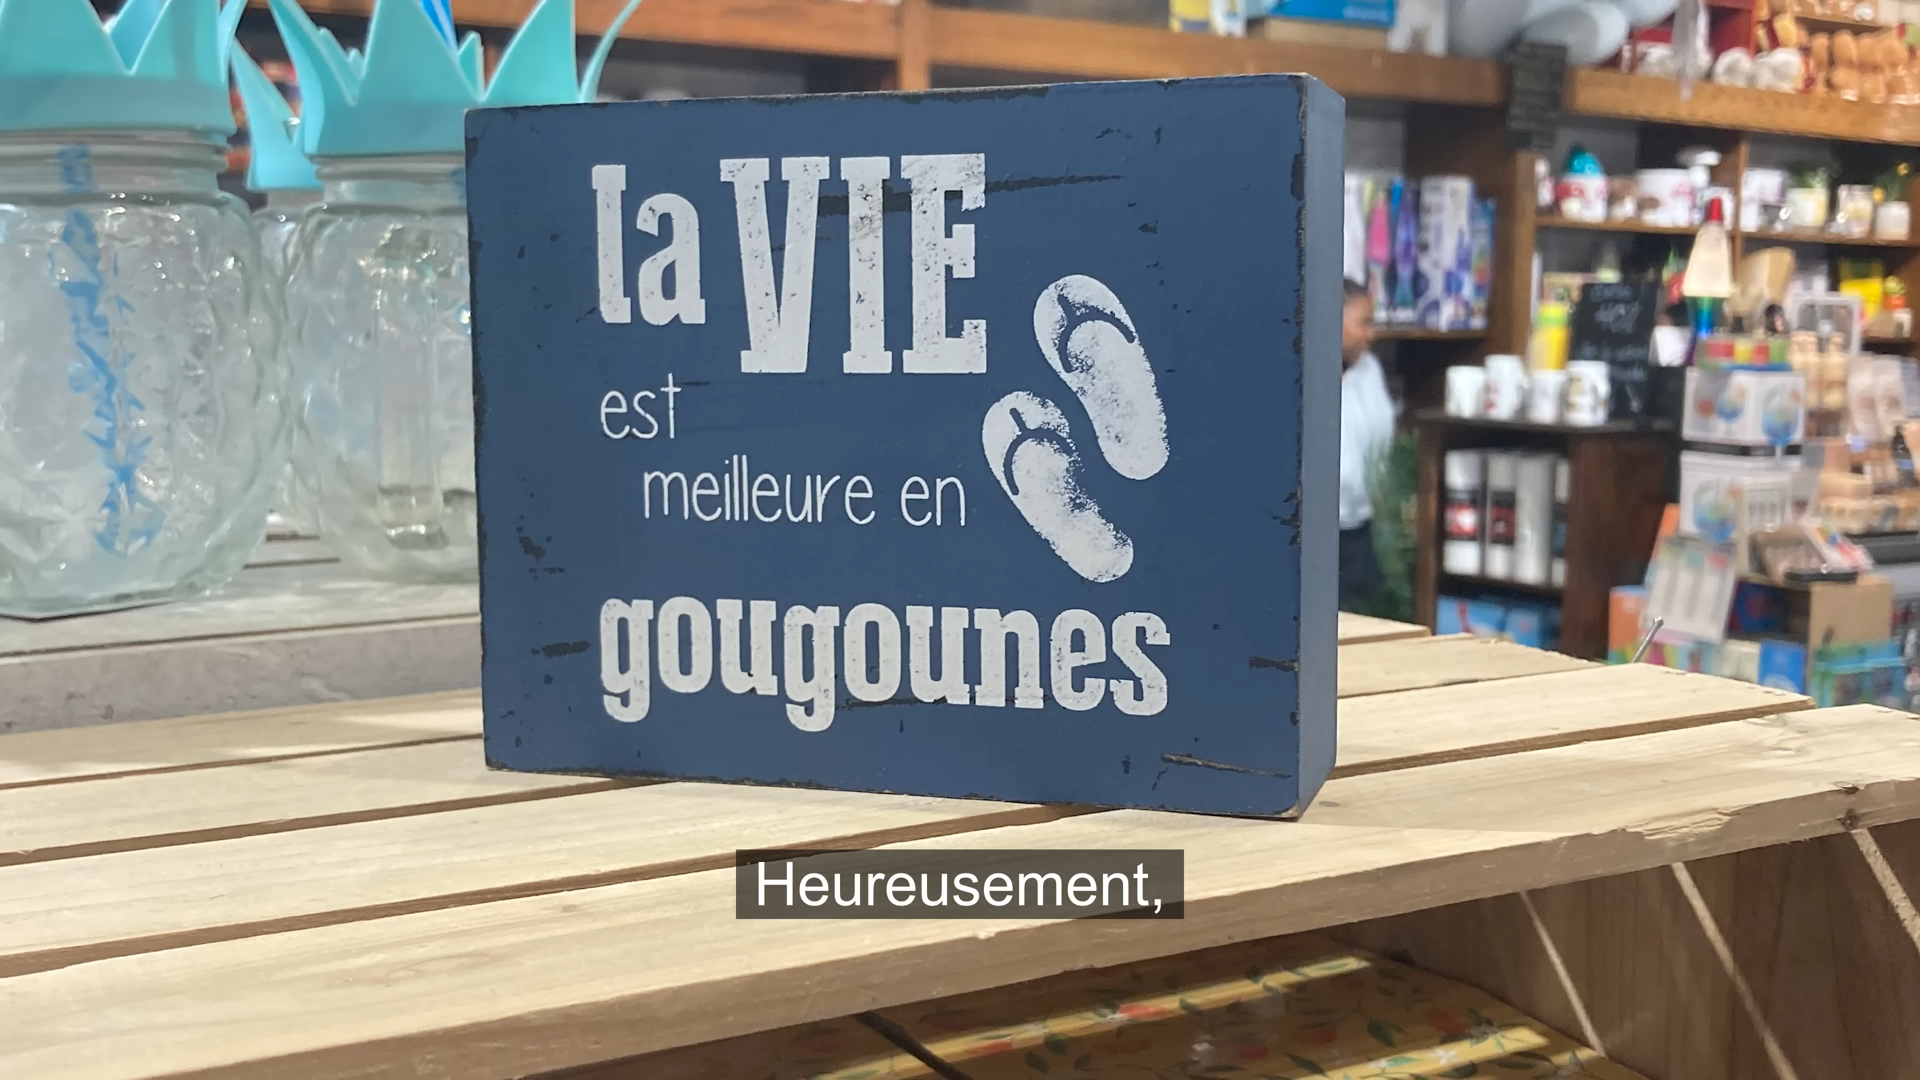 la VIE
est
meilleure en
gougounes
Heureusement,